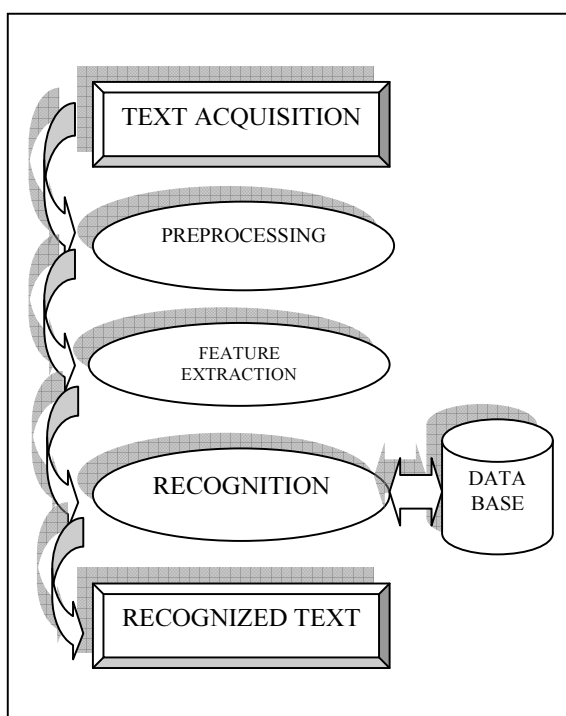 TEXT ACQUISITION
PREPROCESSING
FEATURE
EXTRACTION
RECOGNITION
DATA
BASE
RECOGNIZED TEXT